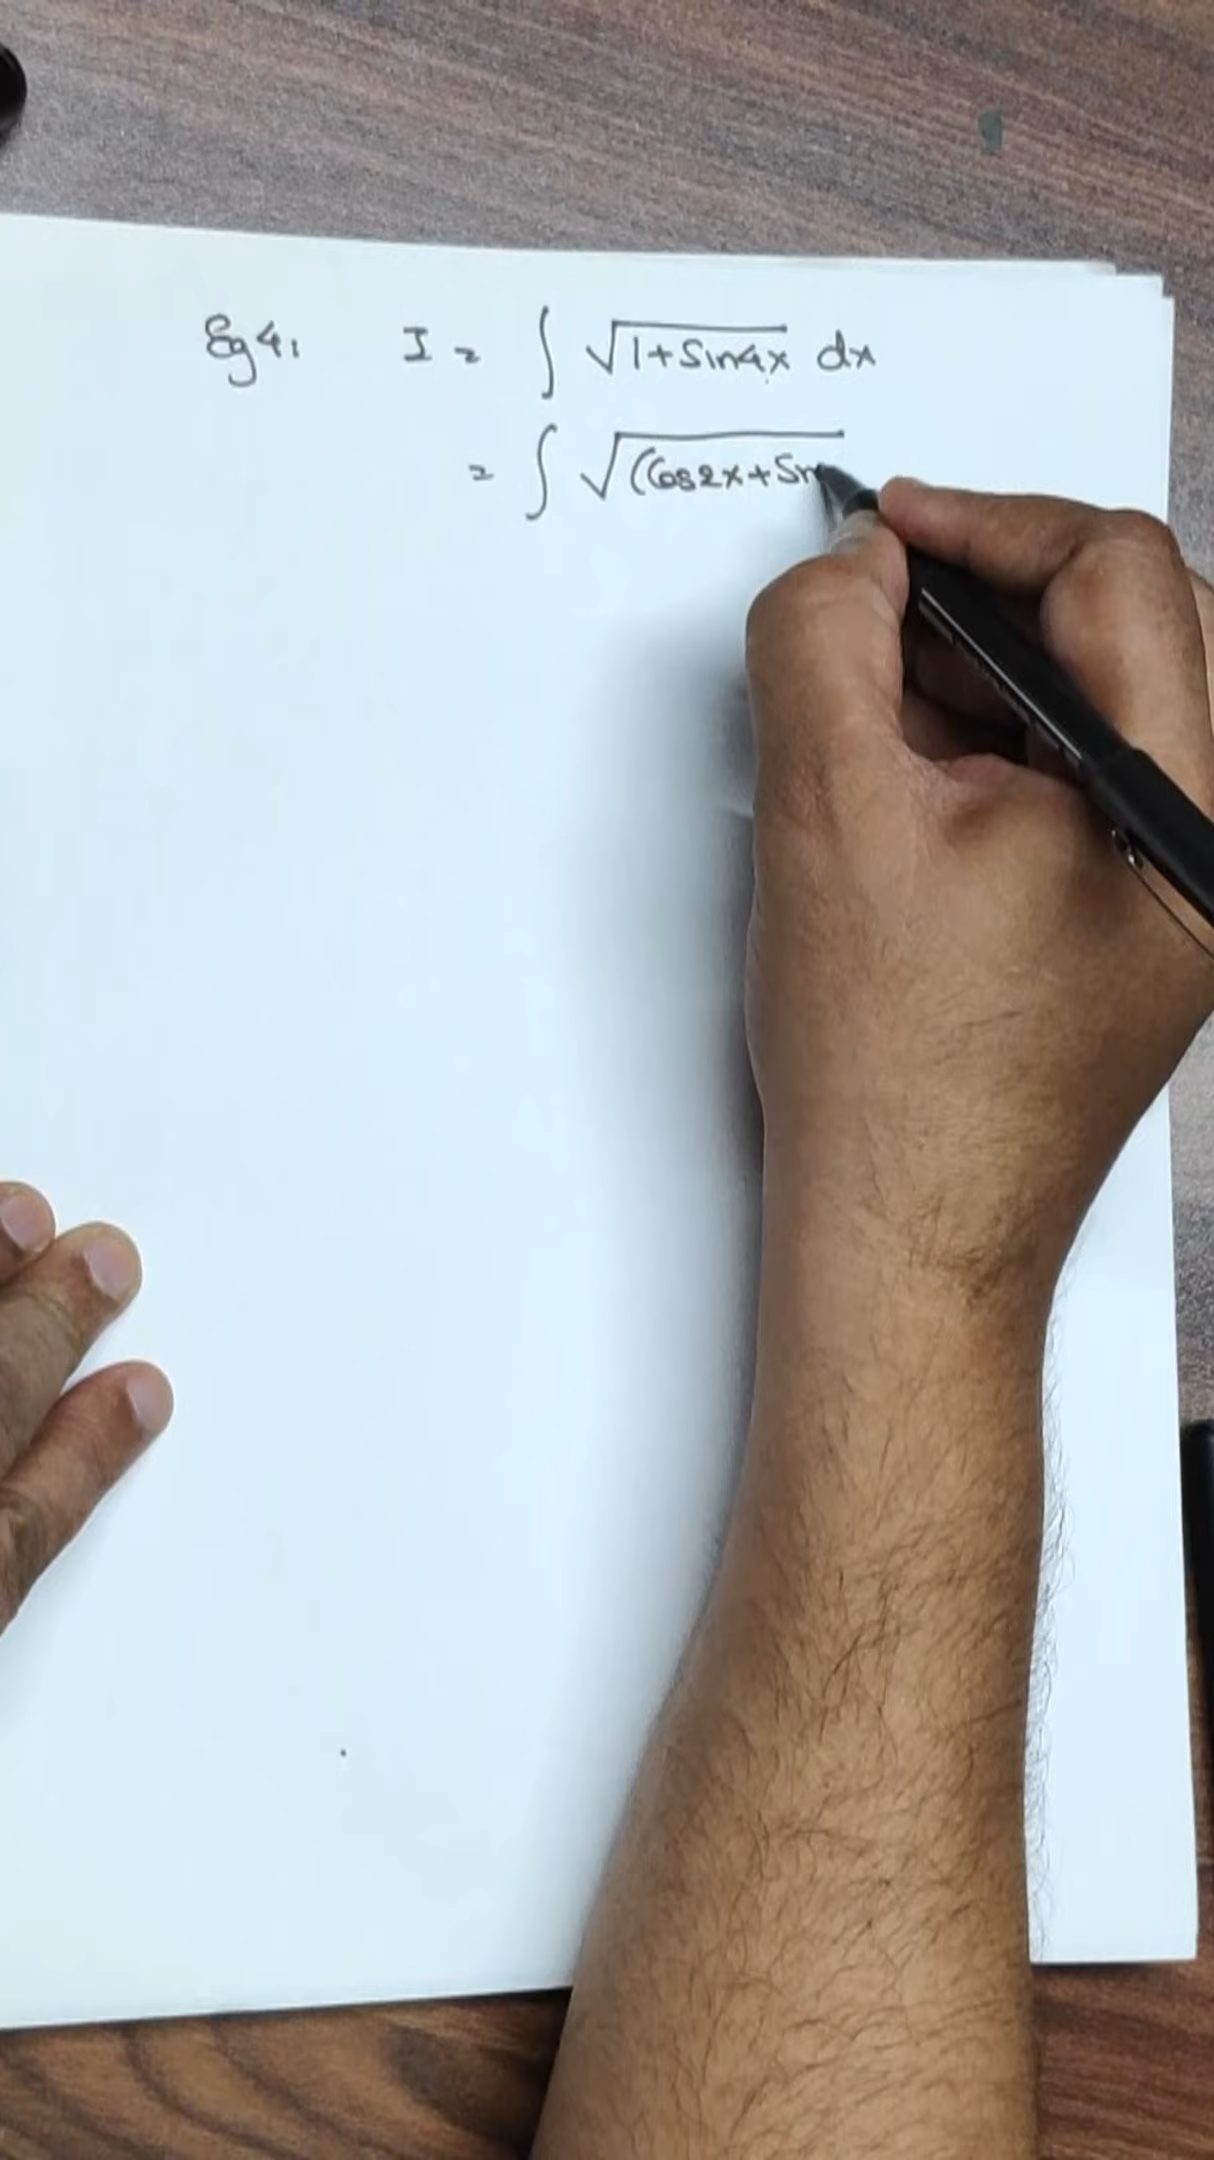 Eg 4. I = ∫ √(1+Sin4x) dx
= ∫ √((Cos2x+Sin